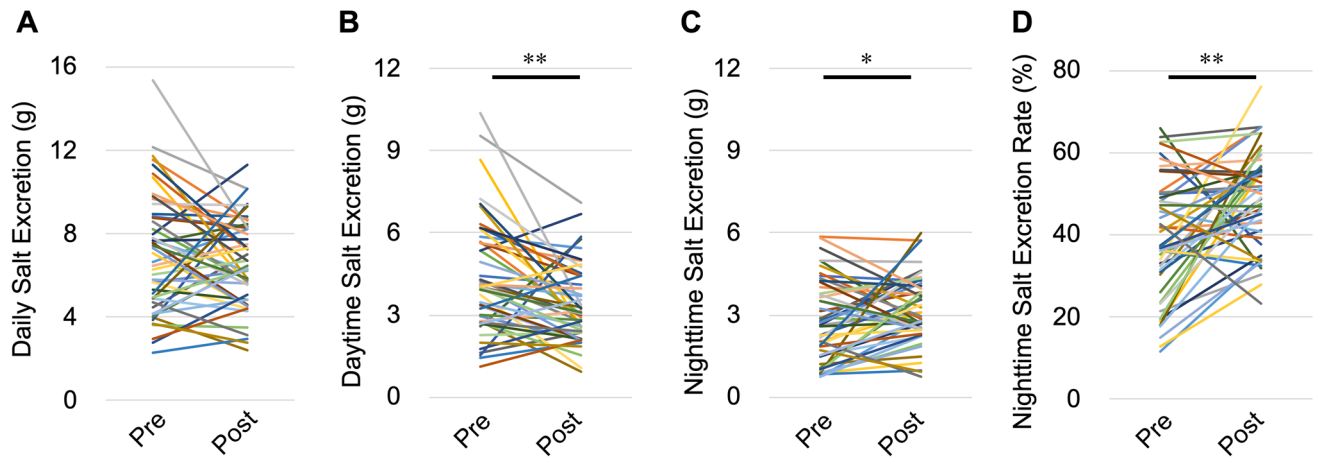 A
Daily Salt Excretion (g)
16
12
8
4
0
Pre
Post
B
Daytime Salt Excretion (g)
12
9
6
3
0
**
Pre
Post
C
Nighttime Salt Excretion (g)
12
9
6
3
0
*
Pre
Post
D
Nighttime Salt Excretion Rate (%)
80
60
40
20
0
**
Pre
Post